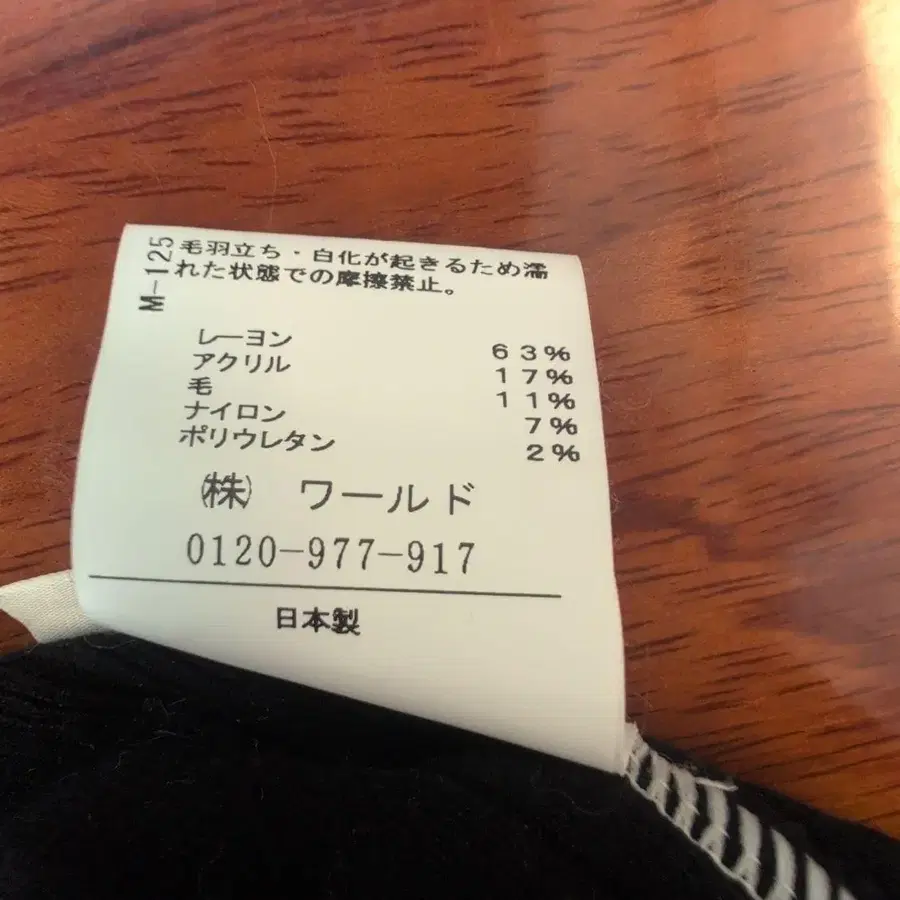 M-125
毛羽立ち・白化が起きるため濡
れた状態での摩擦禁止。
レーヨン 63%
アクリル 17%
毛 11%
ナイロン 7%
ポリウレタン 2%
㈱ ワールド
0120-977-917
日本製